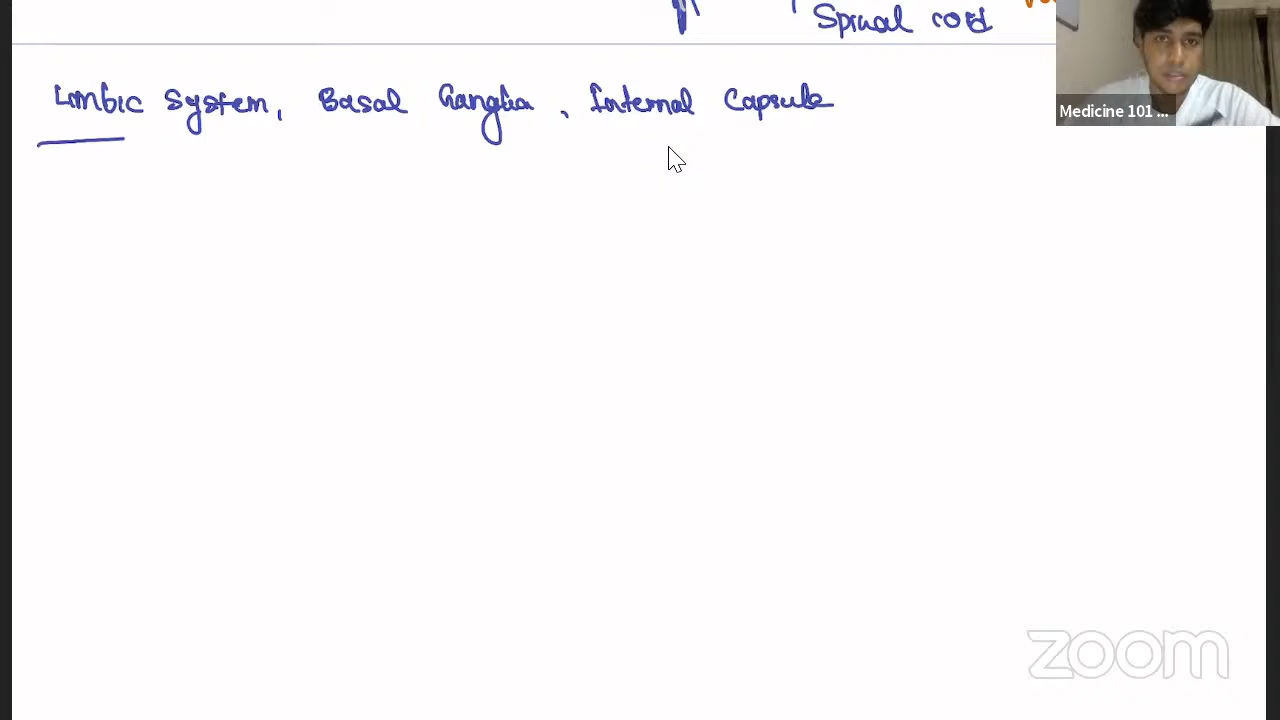 Spinal cord
Limbic System, Basal Ganglia, Internal Capsule
Medicine 101 ...
zoom